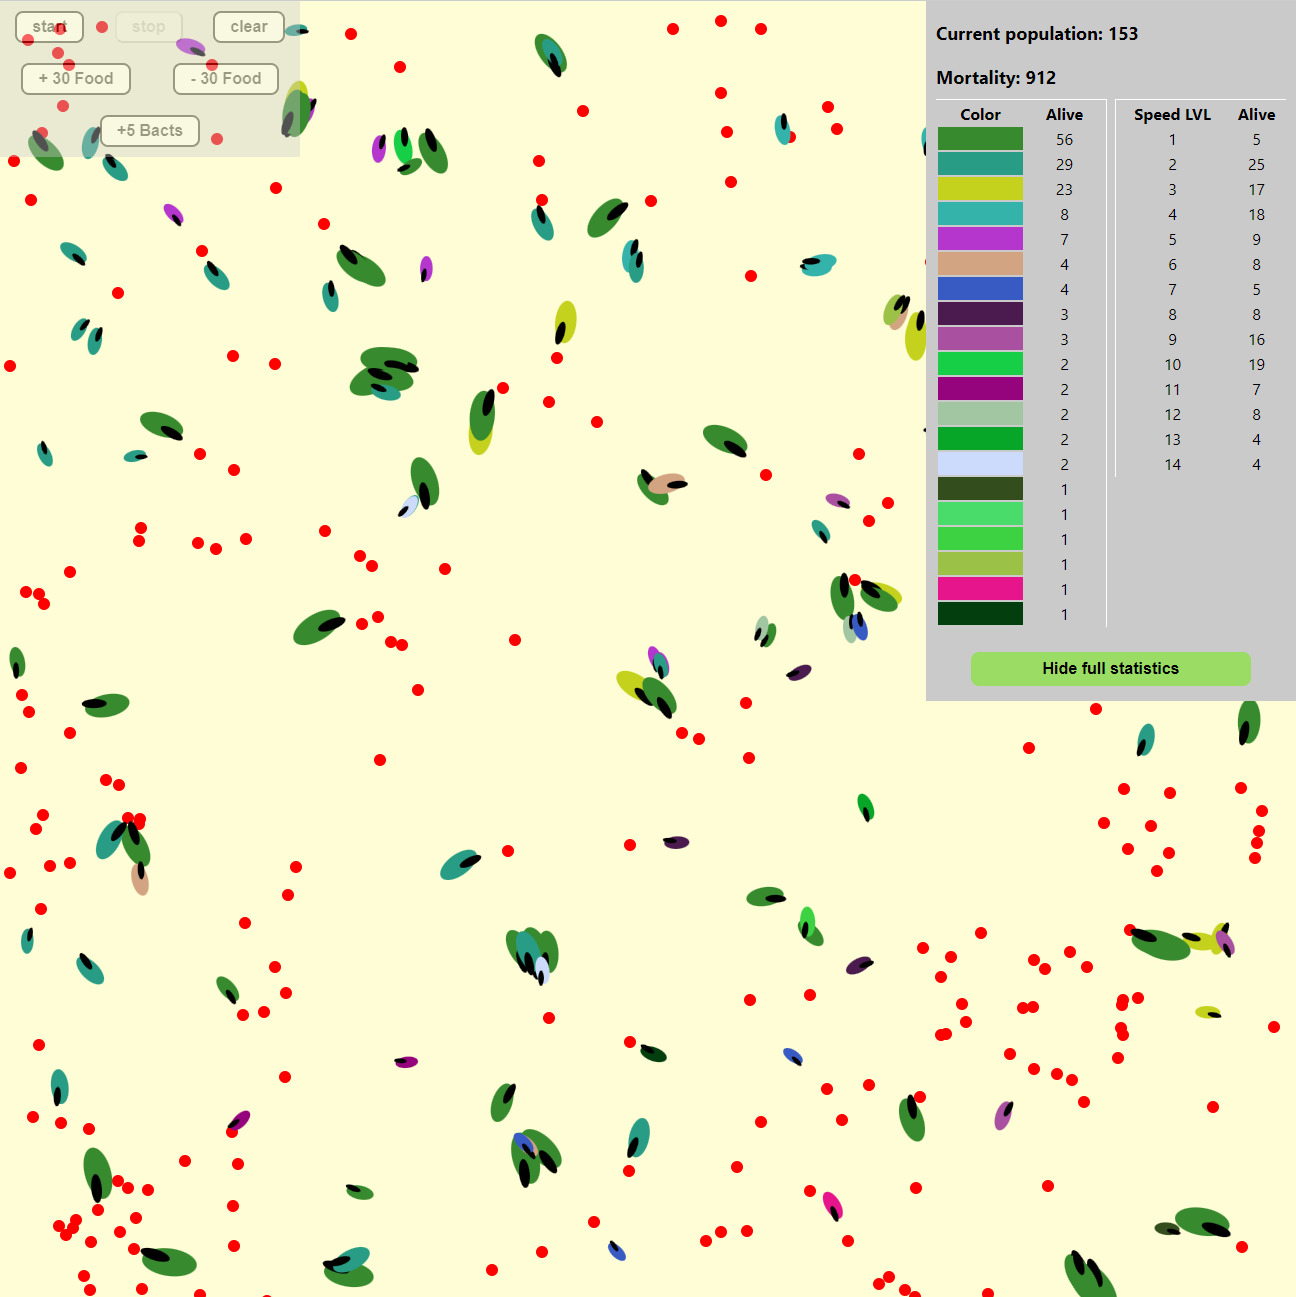 start stop clear
+ 30 Food - 30 Food
+5 Bacts
Current population: 153
Mortality: 912
Color Alive Speed LVL Alive
56 1 5
29 2 25
23 3 17
8 4 18
7 5 9
4 6 8
4 7 5
3 8 8
3 9 16
2 10 19
2 11 7
2 12 8
2 13 4
2 14 4
1
1
1
1
1
1
Hide full statistics